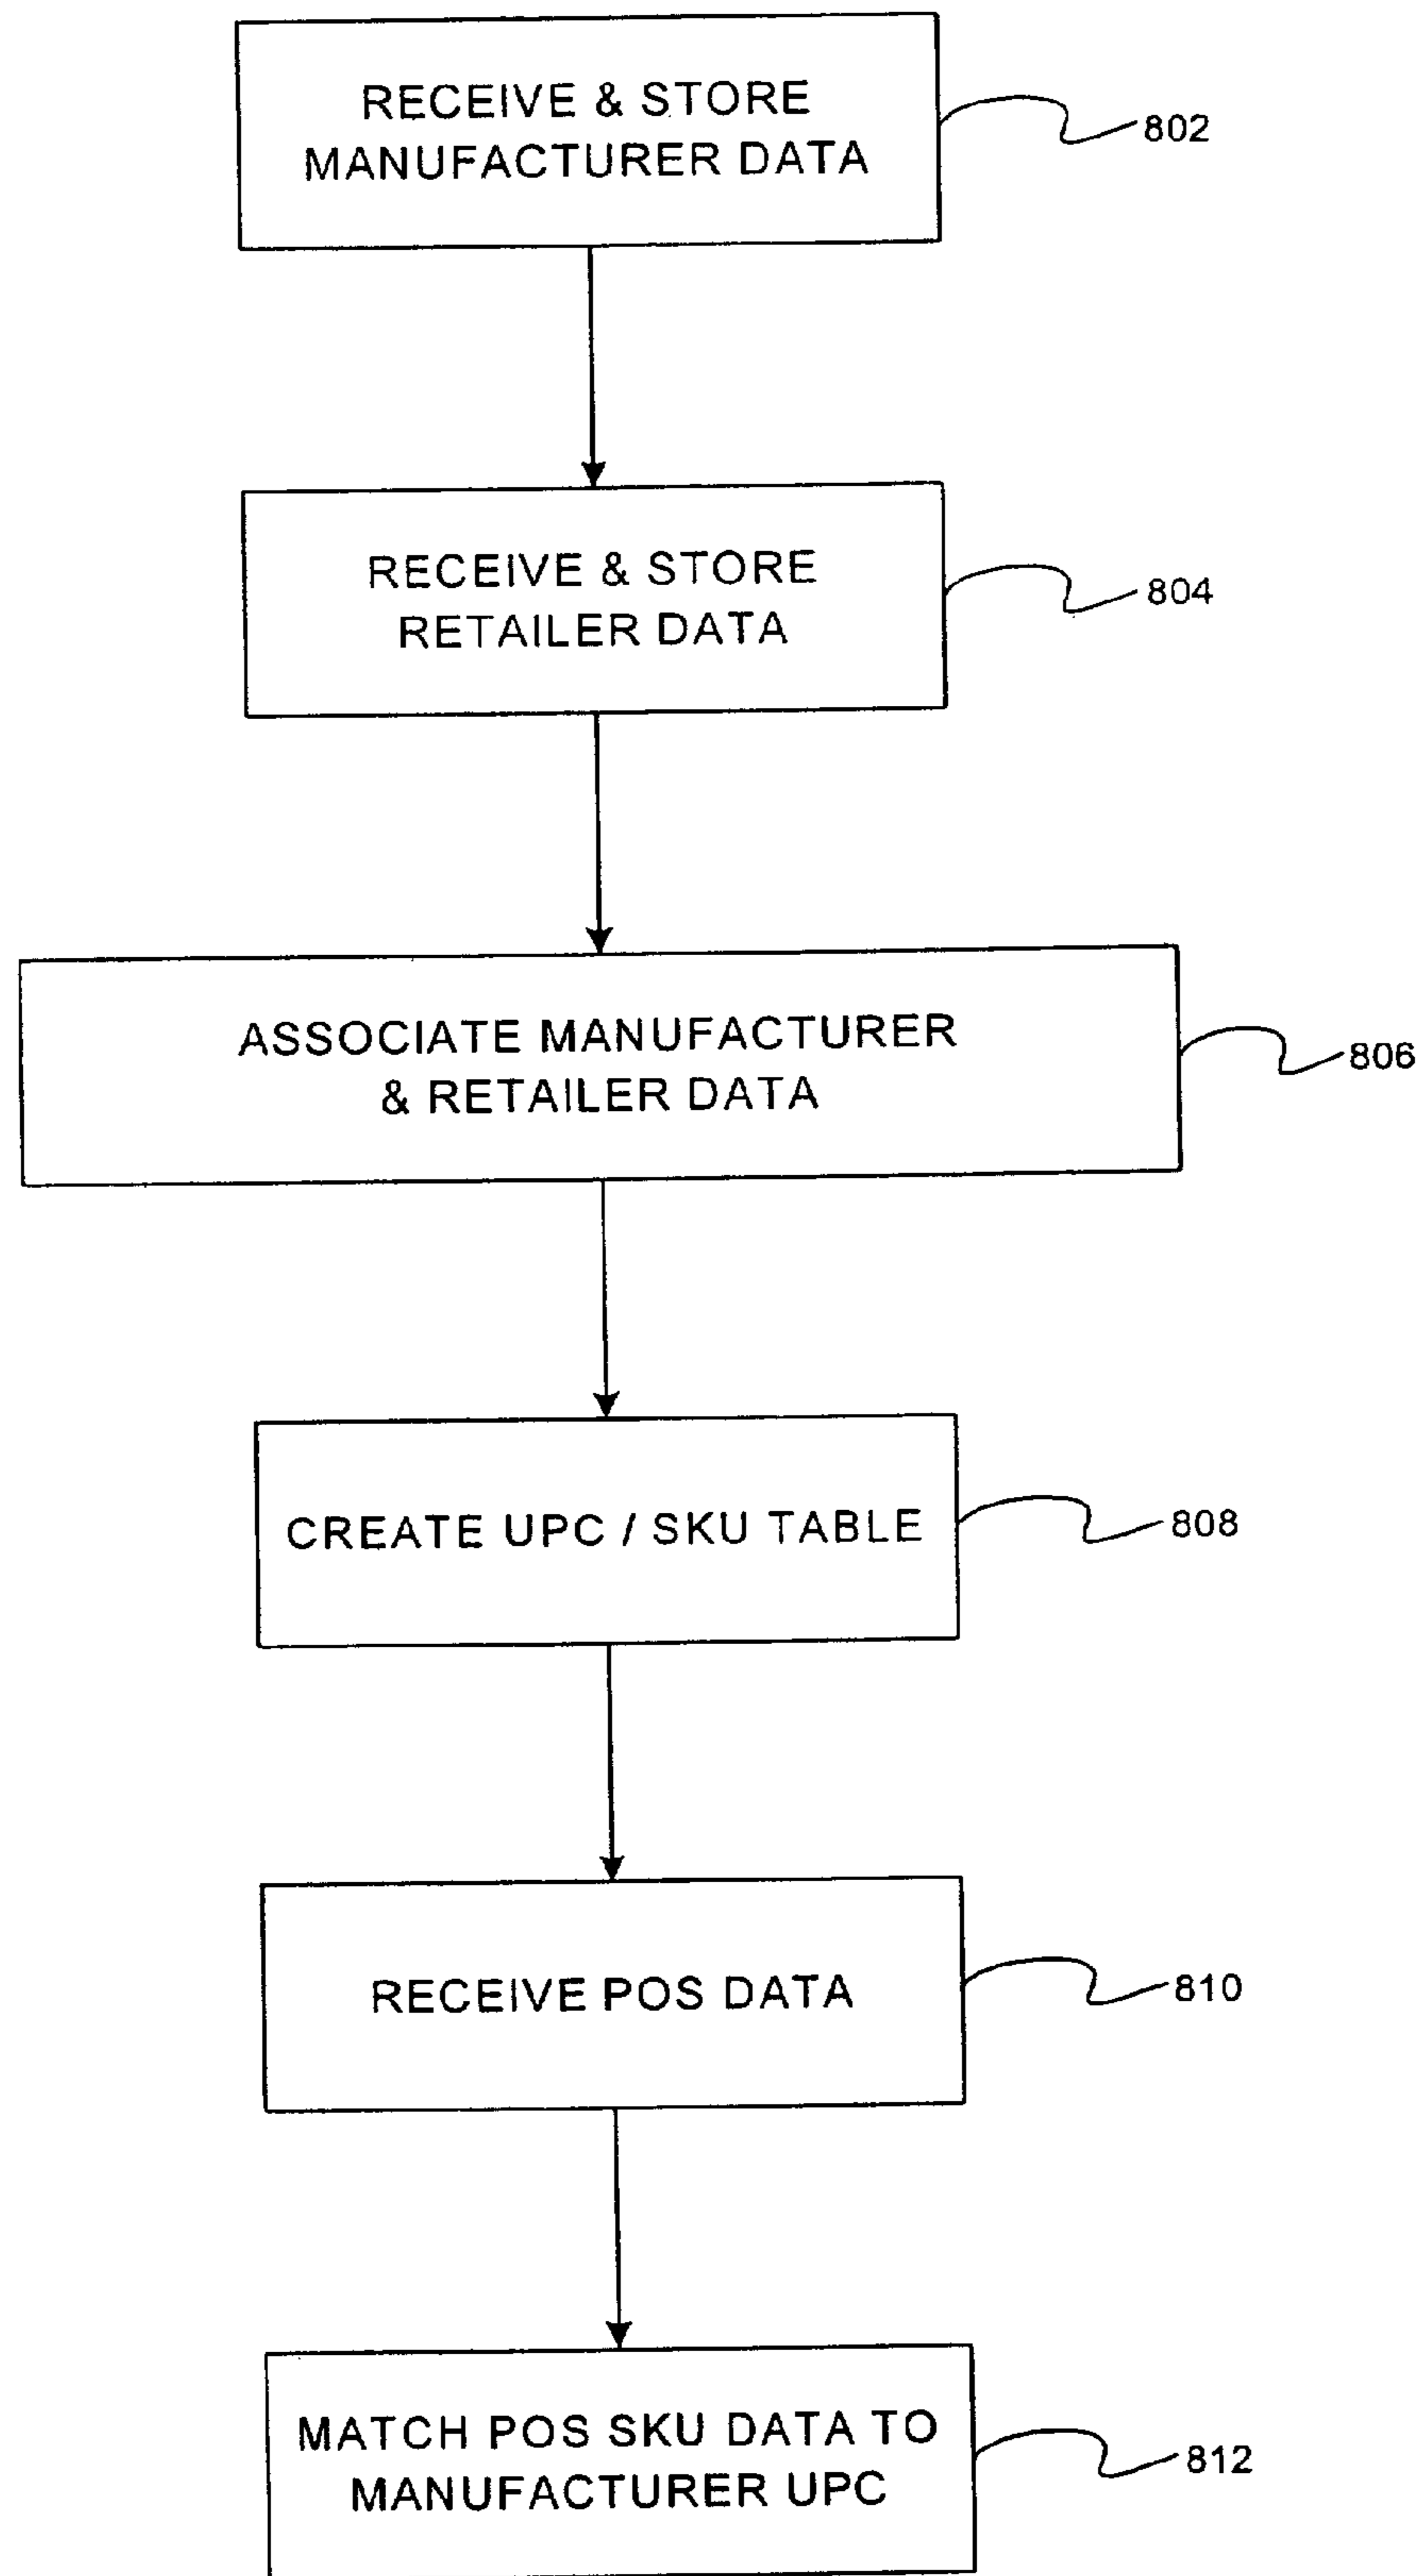 RECEIVE & STORE
MANUFACTURER DATA
802
RECEIVE & STORE
RETAILER DATA
804
ASSOCIATE MANUFACTURER
& RETAILER DATA
806
CREATE UPC / SKU TABLE
808
RECEIVE POS DATA
810
MATCH POS SKU DATA TO
MANUFACTURER UPC
812